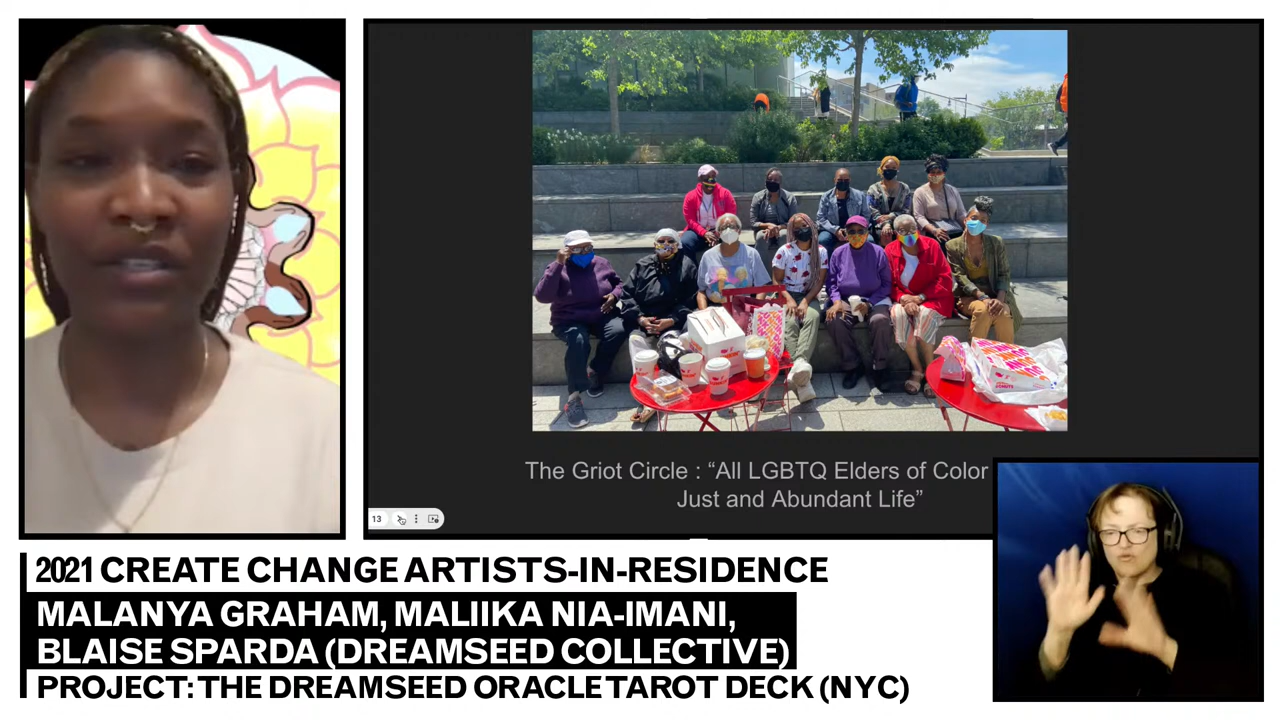 The Griot Circle : “All LGBTQ Elders of Color
Just and Abundant Life”
13
2021 CREATE CHANGE ARTISTS-IN-RESIDENCE
MALANYA GRAHAM, MALIIKA NIA-IMANI,
BLAISE SPARDA (DREAMSEED COLLECTIVE)
PROJECT: THE DREAMSEED ORACLE TAROT DECK (NYC)